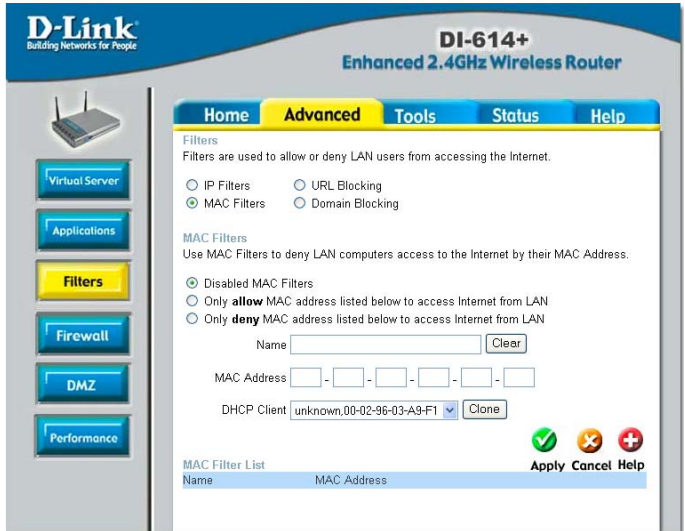 D-Link
Building Networks for People
DI-614+
Enhanced 2.4GHz Wireless Router
Home Advanced Tools Status Help
Virtual Server
Applications
Filters
Firewall
DMZ
Performance
Filters
Filters are used to allow or deny LAN users from accessing the Internet.
IP Filters URL Blocking
MAC Filters Domain Blocking
MAC Filters
Use MAC Filters to deny LAN computers access to the Internet by their MAC Address.
Disabled MAC Filters
Only allow MAC address listed below to access Internet from LAN
Only deny MAC address listed below to access Internet from LAN
Name Clear
MAC Address - - - - -
DHCP Client unknown,00-02-96-03-A9-F1 Clone
Apply Cancel Help
MAC Filter List
Name MAC Address